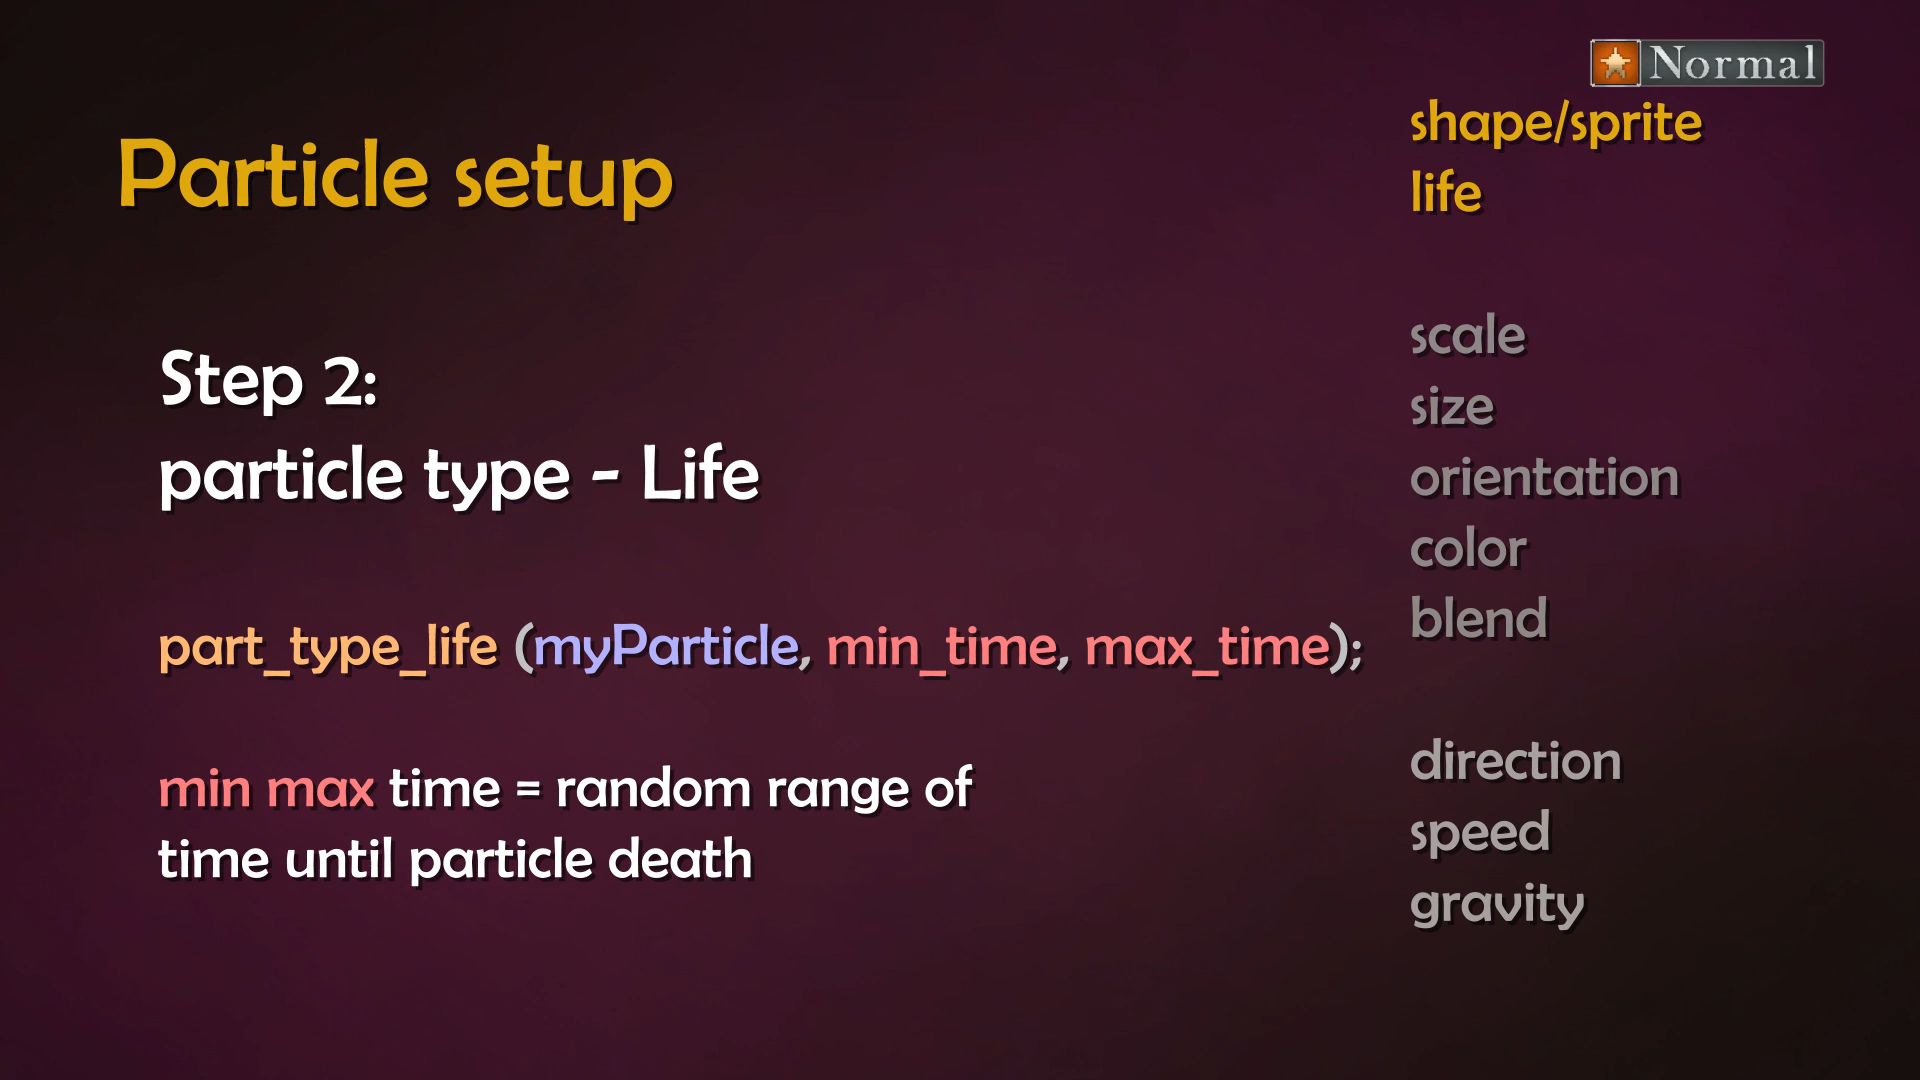 Normal
Particle setup
Step 2:
particle type - Life
part_type_life (myParticle, min_time, max_time);
min max time = random range of
time until particle death
shape/sprite
life
scale
size
orientation
color
blend
direction
speed
gravity